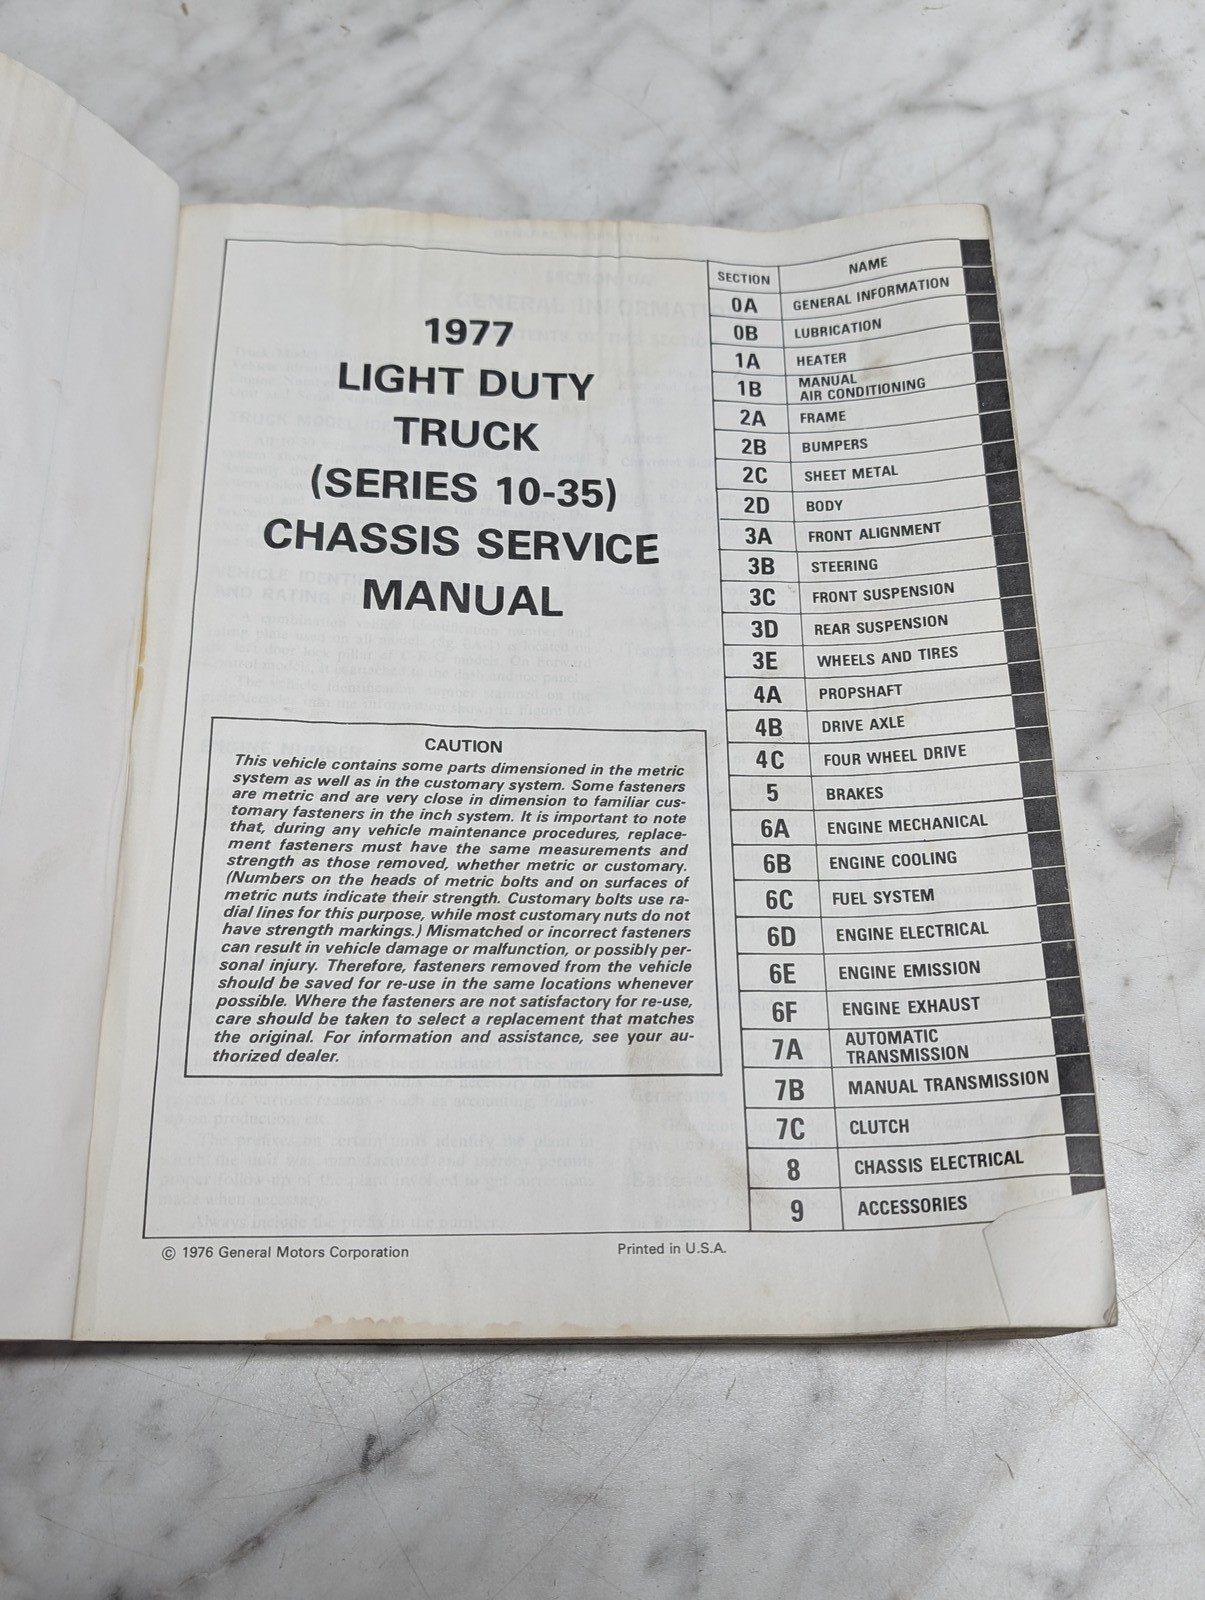 1977
LIGHT DUTY
TRUCK
(SERIES 10-35)
CHASSIS SERVICE
MANUAL
CAUTION
This vehicle contains some parts dimensioned in the metric
system as well as in the customary system. Some fasteners
are metric and are very close in dimension to familiar cus-
tomary fasteners in the inch system. It is important to note
that, during any vehicle maintenance procedures, replace-
ment fasteners must have the same measurements and
strength as those removed, whether metric or customary.
(Numbers on the heads of metric bolts and on surfaces of
metric nuts indicate their strength. Customary bolts use ra-
dial lines for this purpose, while most customary nuts do not
have strength markings.) Mismatched or incorrect fasteners
can result in vehicle damage or malfunction, or possibly per-
sonal injury. Therefore, fasteners removed from the vehicle
should be saved for re-use in the same locations whenever
possible. Where the fasteners are not satisfactory for re-use,
care should be taken to select a replacement that matches
the original. For information and assistance, see your au-
thorized dealer.
SECTION NAME
0A GENERAL INFORMATION
0B LUBRICATION
1A HEATER
1B MANUAL
AIR CONDITIONING
2A FRAME
2B BUMPERS
2C SHEET METAL
2D BODY
3A FRONT ALIGNMENT
3B STEERING
3C FRONT SUSPENSION
3D REAR SUSPENSION
3E WHEELS AND TIRES
4A PROPSHAFT
4B DRIVE AXLE
4C FOUR WHEEL DRIVE
5 BRAKES
6A ENGINE MECHANICAL
6B ENGINE COOLING
6C FUEL SYSTEM
6D ENGINE ELECTRICAL
6E ENGINE EMISSION
6F ENGINE EXHAUST
7A AUTOMATIC
TRANSMISSION
7B MANUAL TRANSMISSION
7C CLUTCH
8 CHASSIS ELECTRICAL
9 ACCESSORIES
© 1976 General Motors Corporation
Printed in U.S.A.